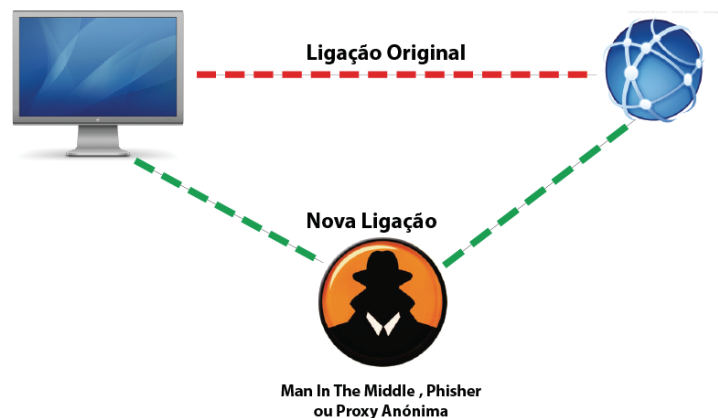 Ligação Original
Nova Ligação
Man In The Middle , Phisher
ou Proxy Anónima